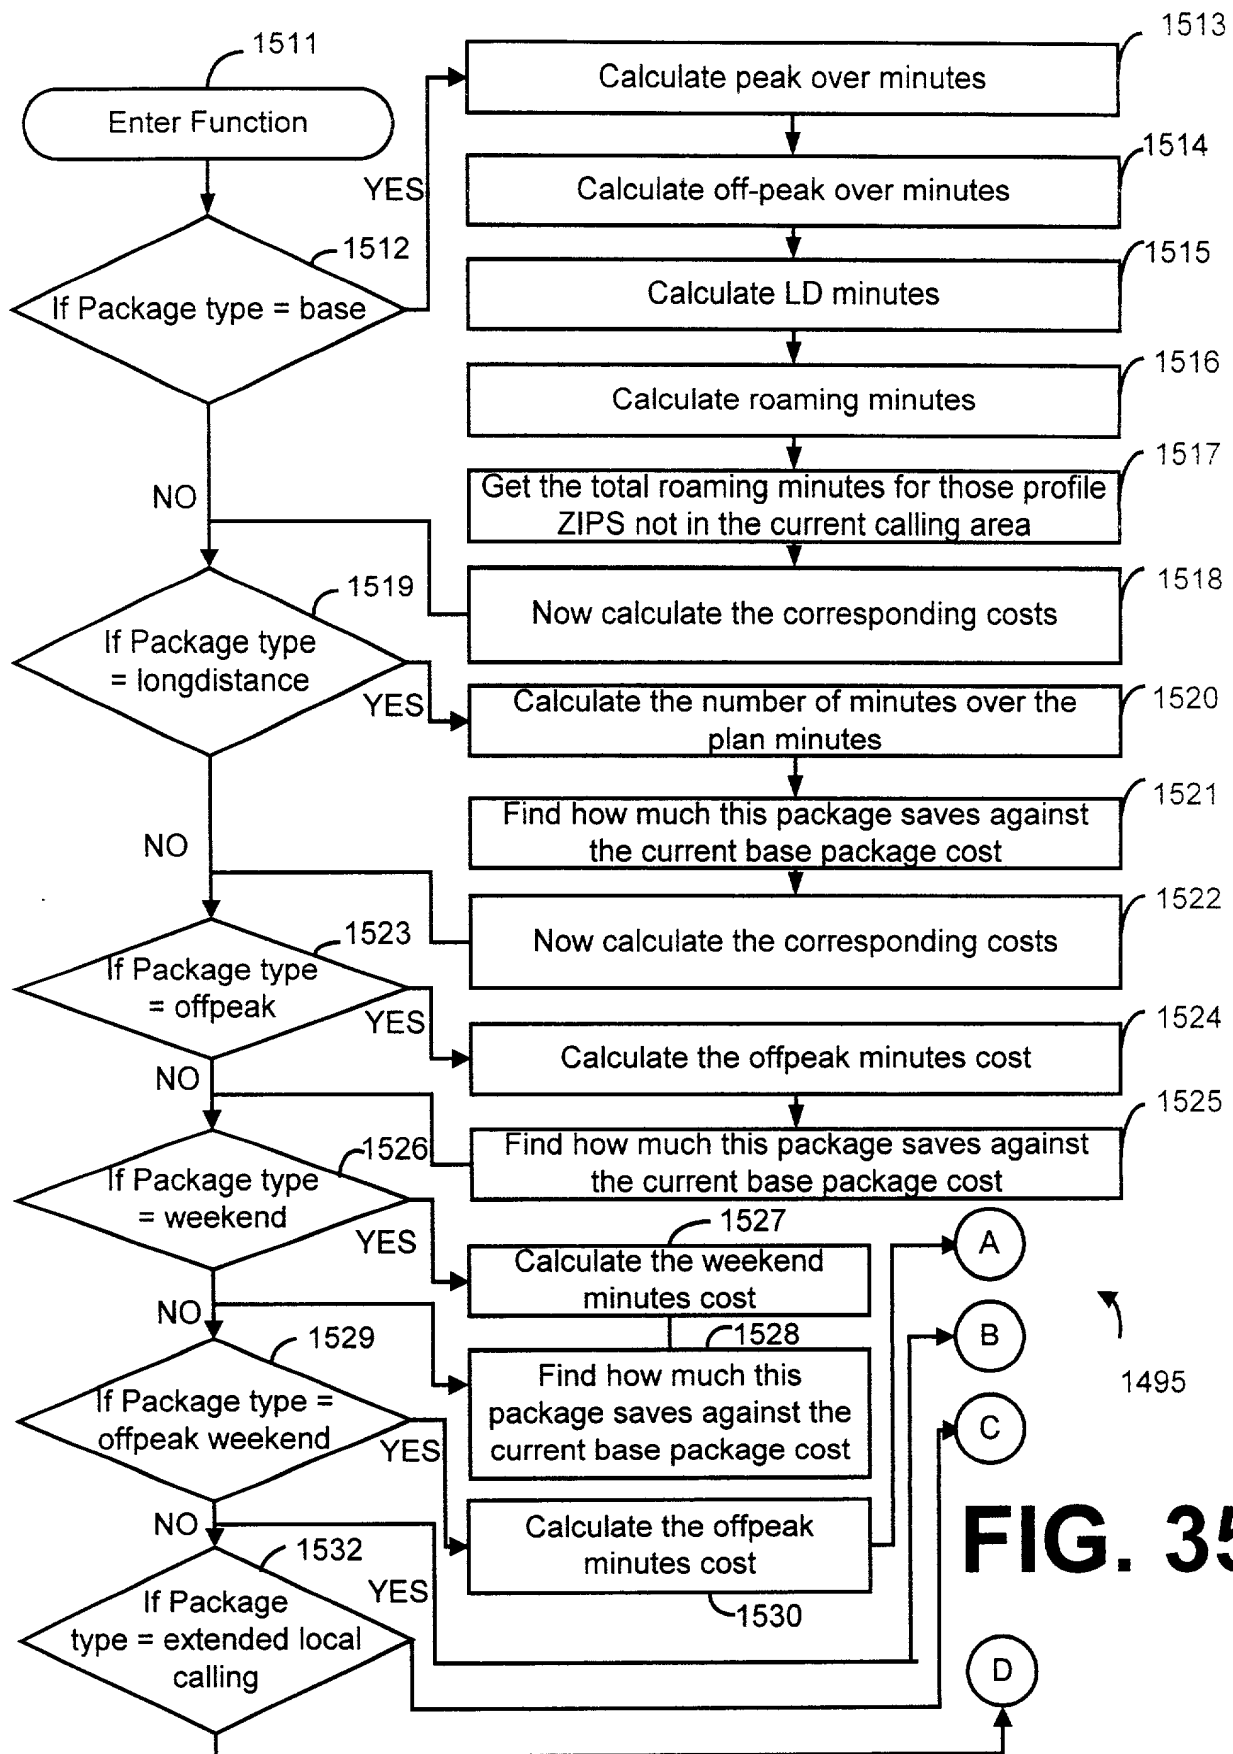 1511
Enter Function
YES
1512
If Package type = base
1513
Calculate peak over minutes
1514
Calculate off-peak over minutes
1515
Calculate LD minutes
1516
Calculate roaming minutes
1517
Get the total roaming minutes for those profile
ZIPS not in the current calling area
1518
Now calculate the corresponding costs
NO
1519
If Package type
= longdistance
YES
1520
Calculate the number of minutes over the
plan minutes
1521
Find how much this package saves against
the current base package cost
1522
Now calculate the corresponding costs
NO
1523
If Package type
= offpeak
YES
1524
Calculate the offpeak minutes cost
1525
Find how much this package saves against
the current base package cost
NO
1526
If Package type
= weekend
YES
1527
Calculate the weekend
minutes cost
1528
Find how much this
package saves against the
current base package cost
NO
1529
If Package type =
offpeak weekend
YES
Calculate the offpeak
minutes cost
1530
NO
1532
If Package
type = extended local
calling
YES
A
B
C
D
1495
FIG. 35